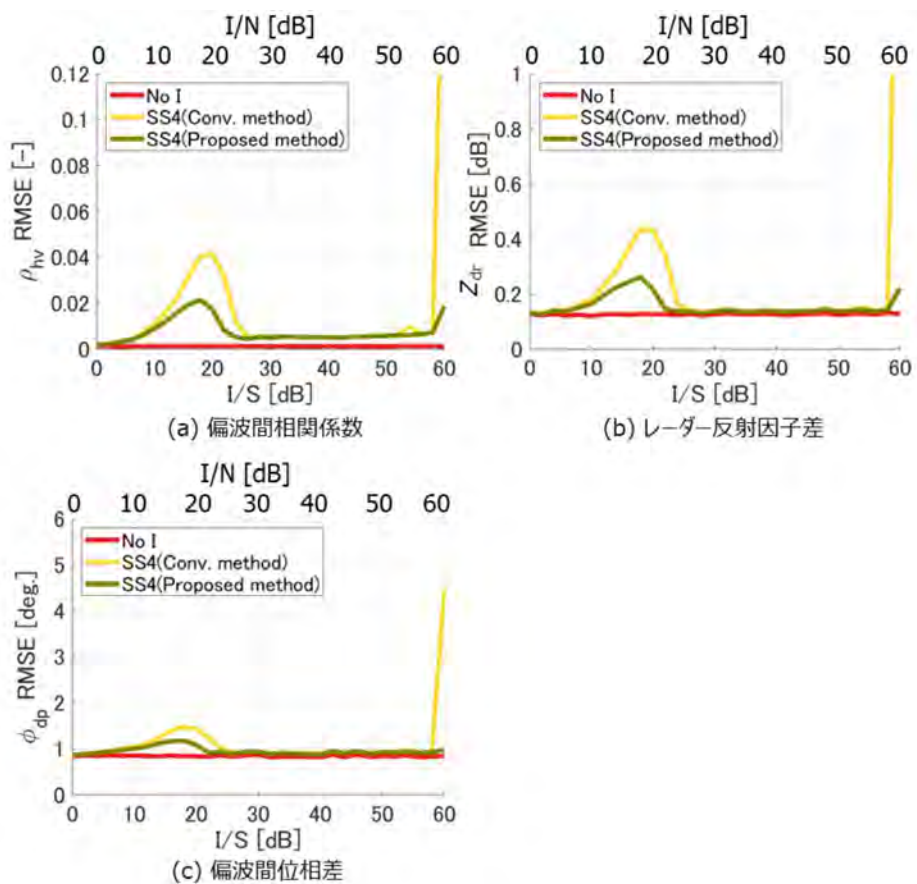 I/N [dB]
0 10 20 30 40 50 60
0.12
0.1
0.08
0.06
0.04
0.02
0
ρhv RMSE [-]
No I
SS4(Conv. method)
SS4(Proposed method)
0 10 20 30 40 50 60
I/S [dB]
(a) 偏波間相関係数
I/N [dB]
0 10 20 30 40 50 60
1
0.8
0.6
0.4
0.2
0
Zdr RMSE [dB]
No I
SS4(Conv. method)
SS4(Proposed method)
0 10 20 30 40 50 60
I/S [dB]
(b) レーダー反射因子差
I/N [dB]
0 10 20 30 40 50 60
6
5
4
3
2
1
0
ϕdp RMSE [deg.]
No I
SS4(Conv. method)
SS4(Proposed method)
0 10 20 30 40 50 60
I/S [dB]
(c) 偏波間位相差